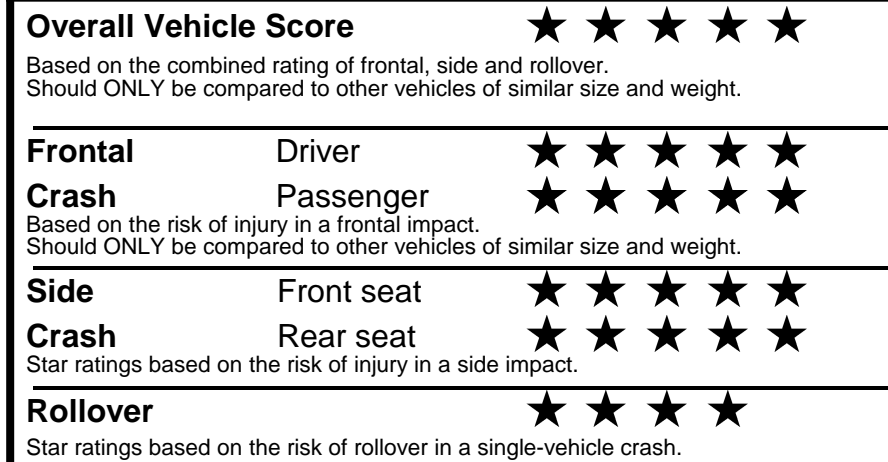 Overall Vehicle Score ★ ★ ★ ★ ★
Based on the combined rating of frontal, side and rollover.
Should ONLY be compared to other vehicles of similar size and weight.
Frontal Driver ★ ★ ★ ★ ★
Crash Passenger ★ ★ ★ ★ ★
Based on the risk of injury in a frontal impact.
Should ONLY be compared to other vehicles of similar size and weight.
Side Front seat ★ ★ ★ ★ ★
Crash Rear seat ★ ★ ★ ★ ★
Star ratings based on the risk of injury in a side impact.
Rollover ★ ★ ★ ★
Star ratings based on the risk of rollover in a single-vehicle crash.